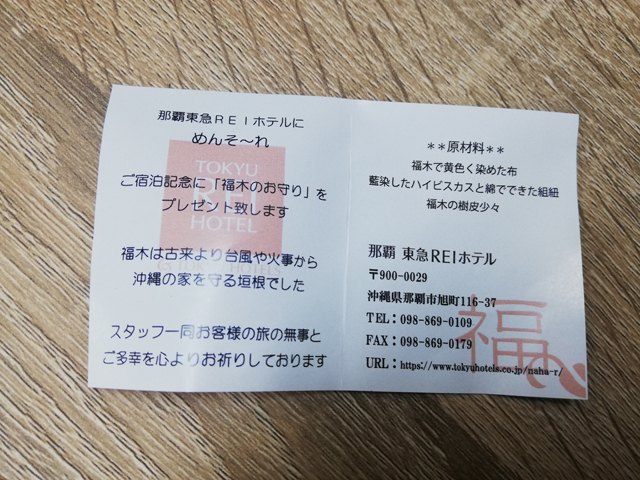 那覇東急REIホテルに
めんそ～れ
TOKYU
REI
HOTEL
ご宿泊記念に「福木のお守り」を
プレゼント致します
福木は古来より台風や火事から
沖縄の家を守る垣根でした
スタッフ一同お客様の旅の無事と
ご多幸を心よりお祈りしております
**原材料**
福木で黄色く染めた布
藍染したハイビスカスと綿でできた組紐
福木の樹皮少々
那覇 東急REIホテル
〒900-0029
沖縄県那覇市旭町116-37
TEL：098-869-0109
FAX：098-869-0179
URL：https://www.tokyuhotels.co.jp/naha-r/
福